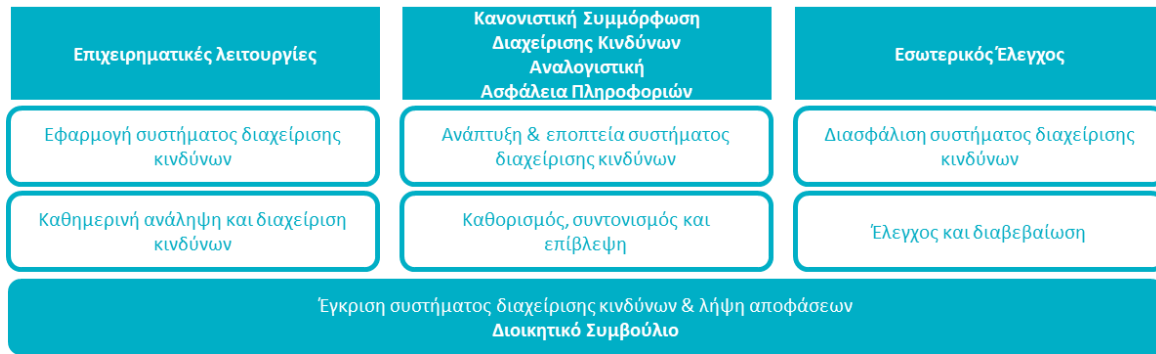 Επιχειρηματικές λειτουργίες
Κανονιστική Συμμόρφωση
Διαχείρισης Κινδύνων
Αναλογιστική
Ασφάλεια Πληροφοριών
Εσωτερικός Έλεγχος
Εφαρμογή συστήματος διαχείρισης
κινδύνων
Ανάπτυξη & εποπτεία συστήματος
διαχείρισης κινδύνων
Διασφάλιση συστήματος διαχείρισης
κινδύνων
Καθημερινή ανάληψη και διαχείριση
κινδύνων
Καθορισμός, συντονισμός και
επίβλεψη
Έλεγχος και διαβεβαίωση
Έγκριση συστήματος διαχείρισης κινδύνων & λήψη αποφάσεων
Διοικητικό Συμβούλιο